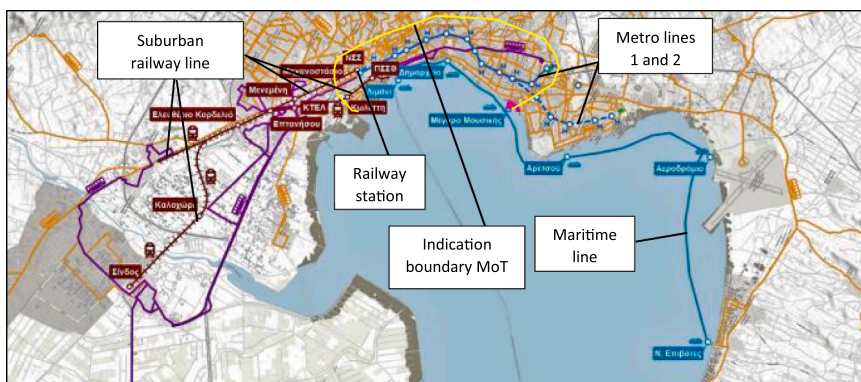 Suburban
railway line
Metro lines
1 and 2
Railway
station
Indication
boundary MoT
Maritime
line
ΝΣΣ
ΠΣΣΘ
Δημαρχείο
Λιμάνι
Μενεμένη
ΚΤΕΛ
Επτανήσου
Ελευθέριο Κορδελιό
Μέγαρο Μουσικής
Αρετσού
Αεροδρόμιο
Καλοχώρι
Σίνδος
Ν. Επιβάτες